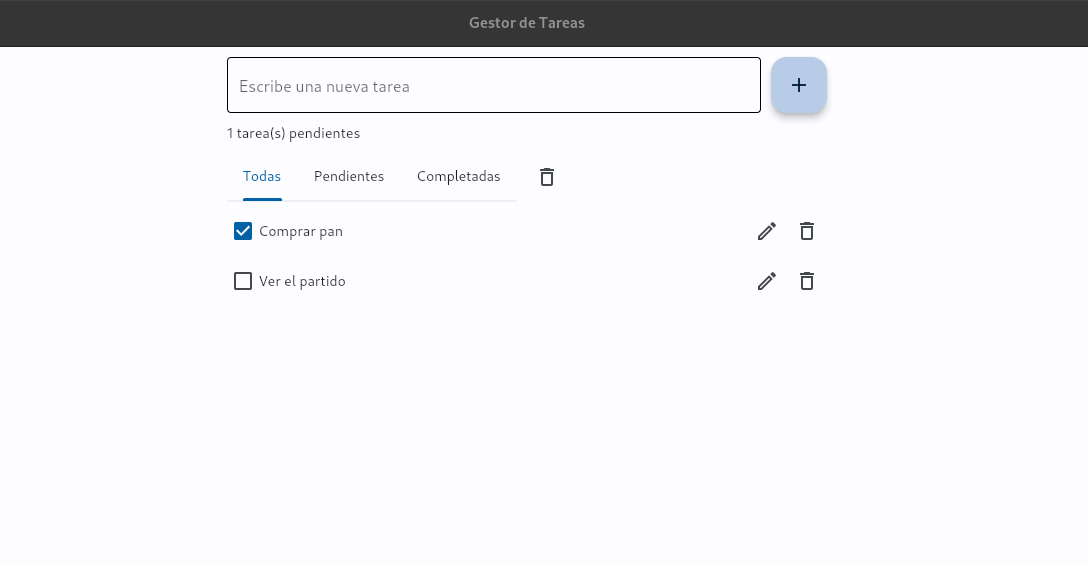 Gestor de Tareas
Escribe una nueva tarea
1 tarea(s) pendientes
Todas Pendientes Completadas
Comprar pan
Ver el partido